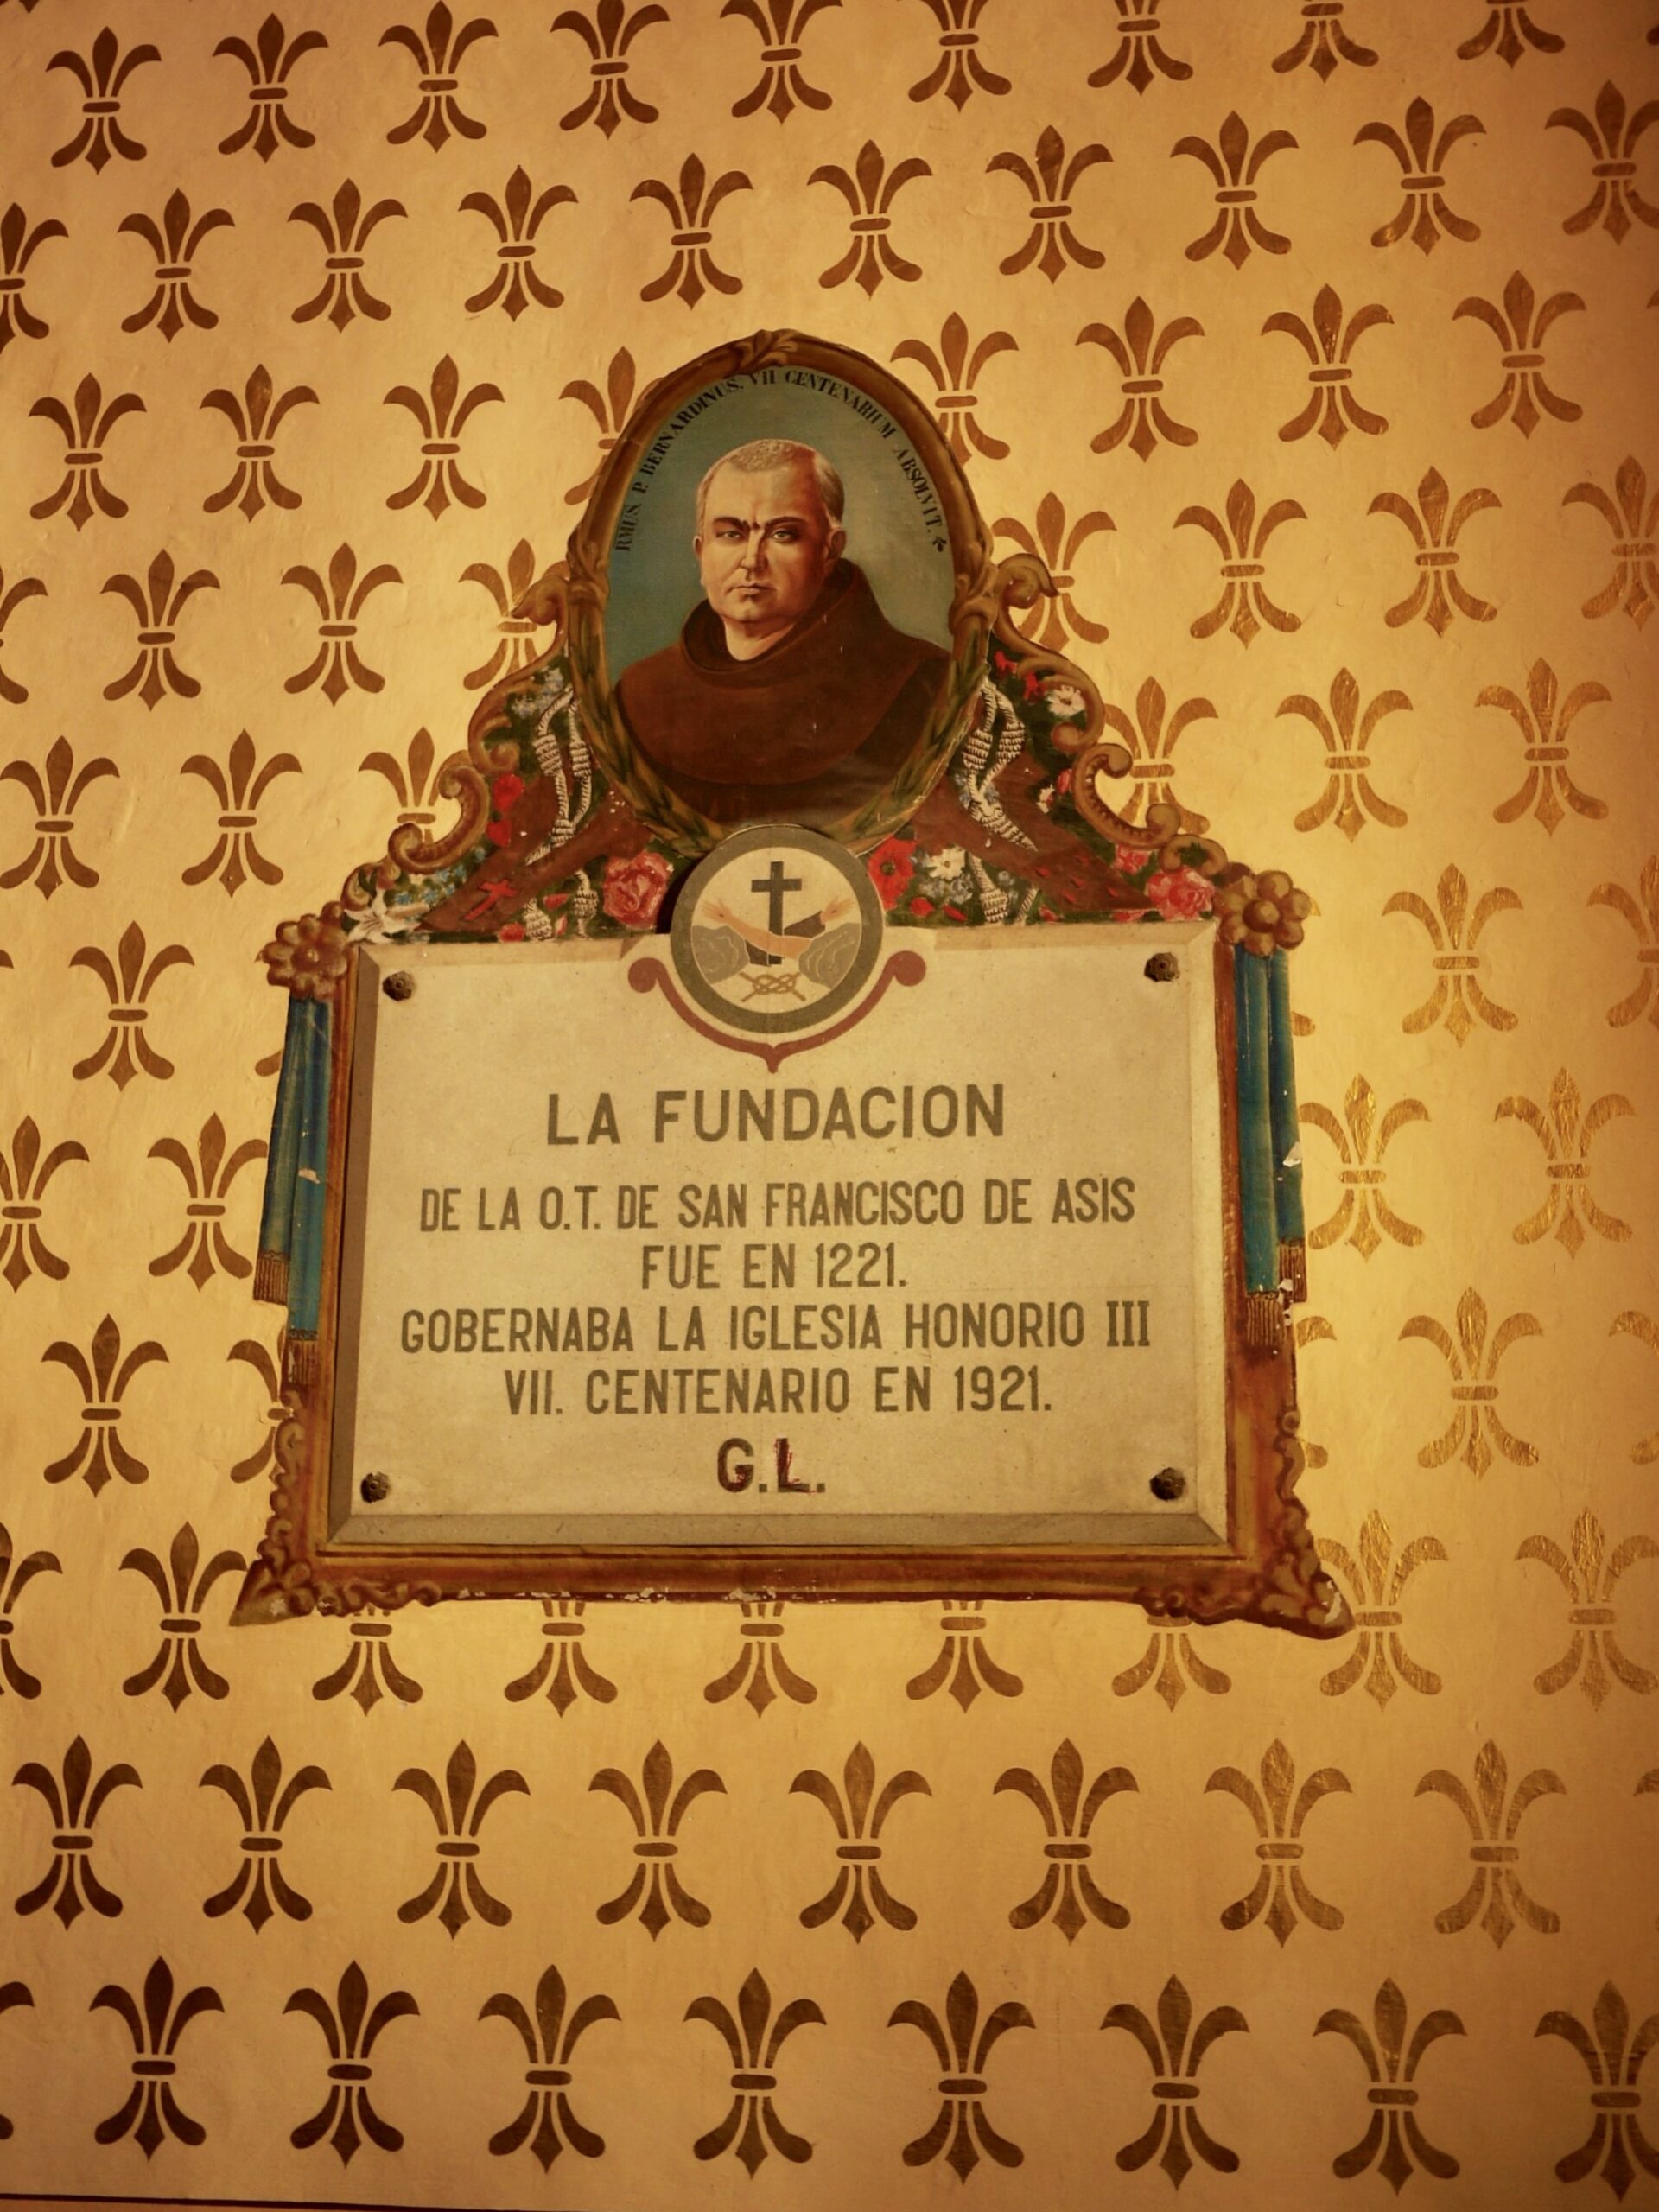 RMUS. P. BERNARDINUS. VII CENTENARIUM ABSOLVIT.
LA FUNDACION
DE LA O.T. DE SAN FRANCISCO DE ASIS
FUE EN 1221.
GOBERNABA LA IGLESIA HONORIO III
VII. CENTENARIO EN 1921.
G.L.